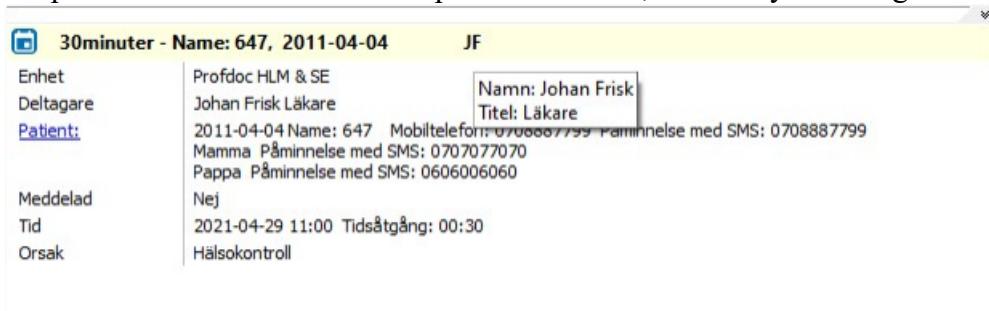 30minuter - Name: 647, 2011-04-04 JF
Enhet Profdoc HLM & SE
Namn: Johan Frisk
Deltagare Johan Frisk Läkare
Titel: Läkare
Patient: 2011-04-04 Name: 647 Mobiltelefon: 0708887799 Påminnelse med SMS: 0708887799
Mamma Påminnelse med SMS: 0707077070
Pappa Påminnelse med SMS: 0606006060
Meddelad Nej
Tid 2021-04-29 11:00 Tidsåtgång: 00:30
Orsak Hälsokontroll